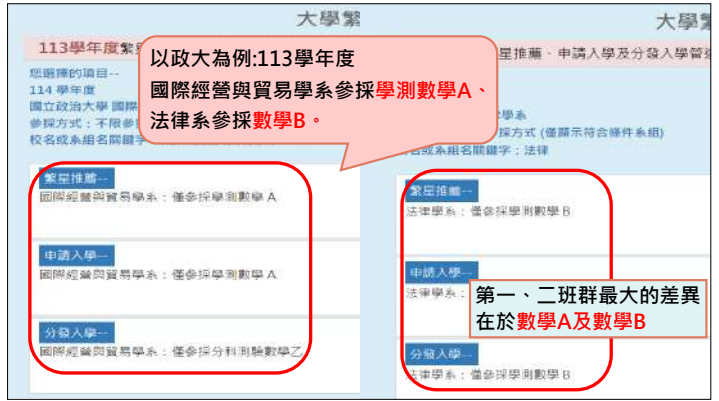 大學繁
113學年度繁
您選擇的項目--
114 學年度
國立政治大學 國際
參採方式：不限參
校名或系組名關鍵字
繁星推薦--
國際經營與貿易學系：僅參採學測數學 A
申請入學--
國際經營與貿易學系：僅參採學測數學 A
分發入學--
國際經營與貿易學系：僅參採分科測驗數學乙
以政大為例:113學年度
國際經營與貿易學系參採學測數學A、
法律系參採數學B。
大學繁
星推薦、申請入學及分發入學管道
學系
採方式 (僅顯示符合條件系組)
名或系組名關鍵字：法律
繁星推薦--
法律學系：僅參採學測數學 B
申請入學--
法律學系：
第一、二班群最大的差異
在於數學A及數學B
分發入學--
法律學系：僅參採學測數學 B